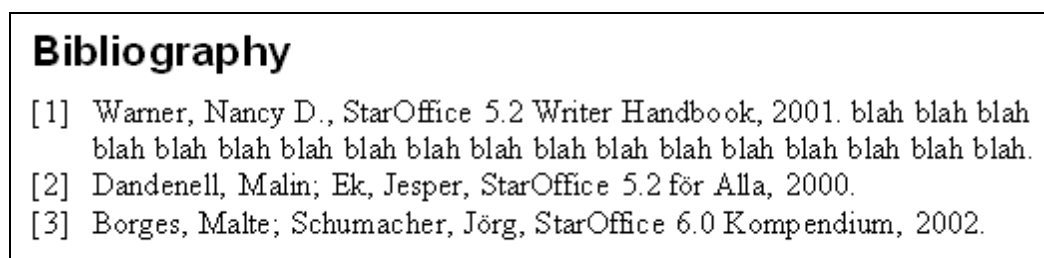 Bibliography
[1] Warner, Nancy D., StarOffice 5.2 Writer Handbook, 2001. blah blah blah
blah blah blah blah blah blah blah blah blah blah blah blah blah blah blah.
[2] Dandenell, Malin; Ek, Jesper, StarOffice 5.2 för Alla, 2000.
[3] Borges, Malte; Schumacher, Jörg, StarOffice 6.0 Kompendium, 2002.